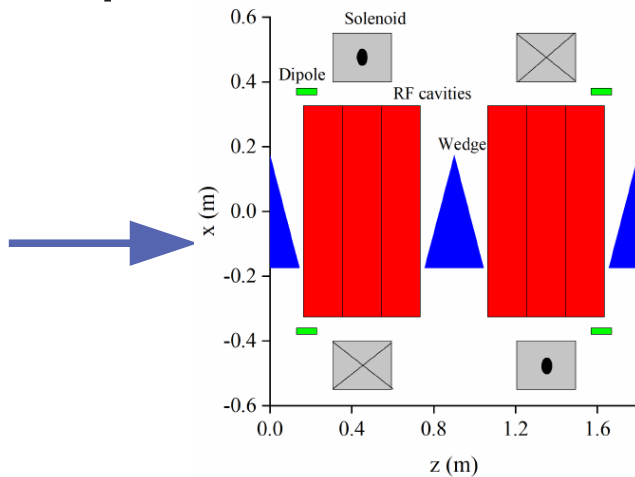 0.6
Solenoid
0.4
Dipole
RF cavities
0.2
Wedge
x (m)
0.0
-0.2
-0.4
-0.6
0.0 0.4 0.8 1.2 1.6
z (m)